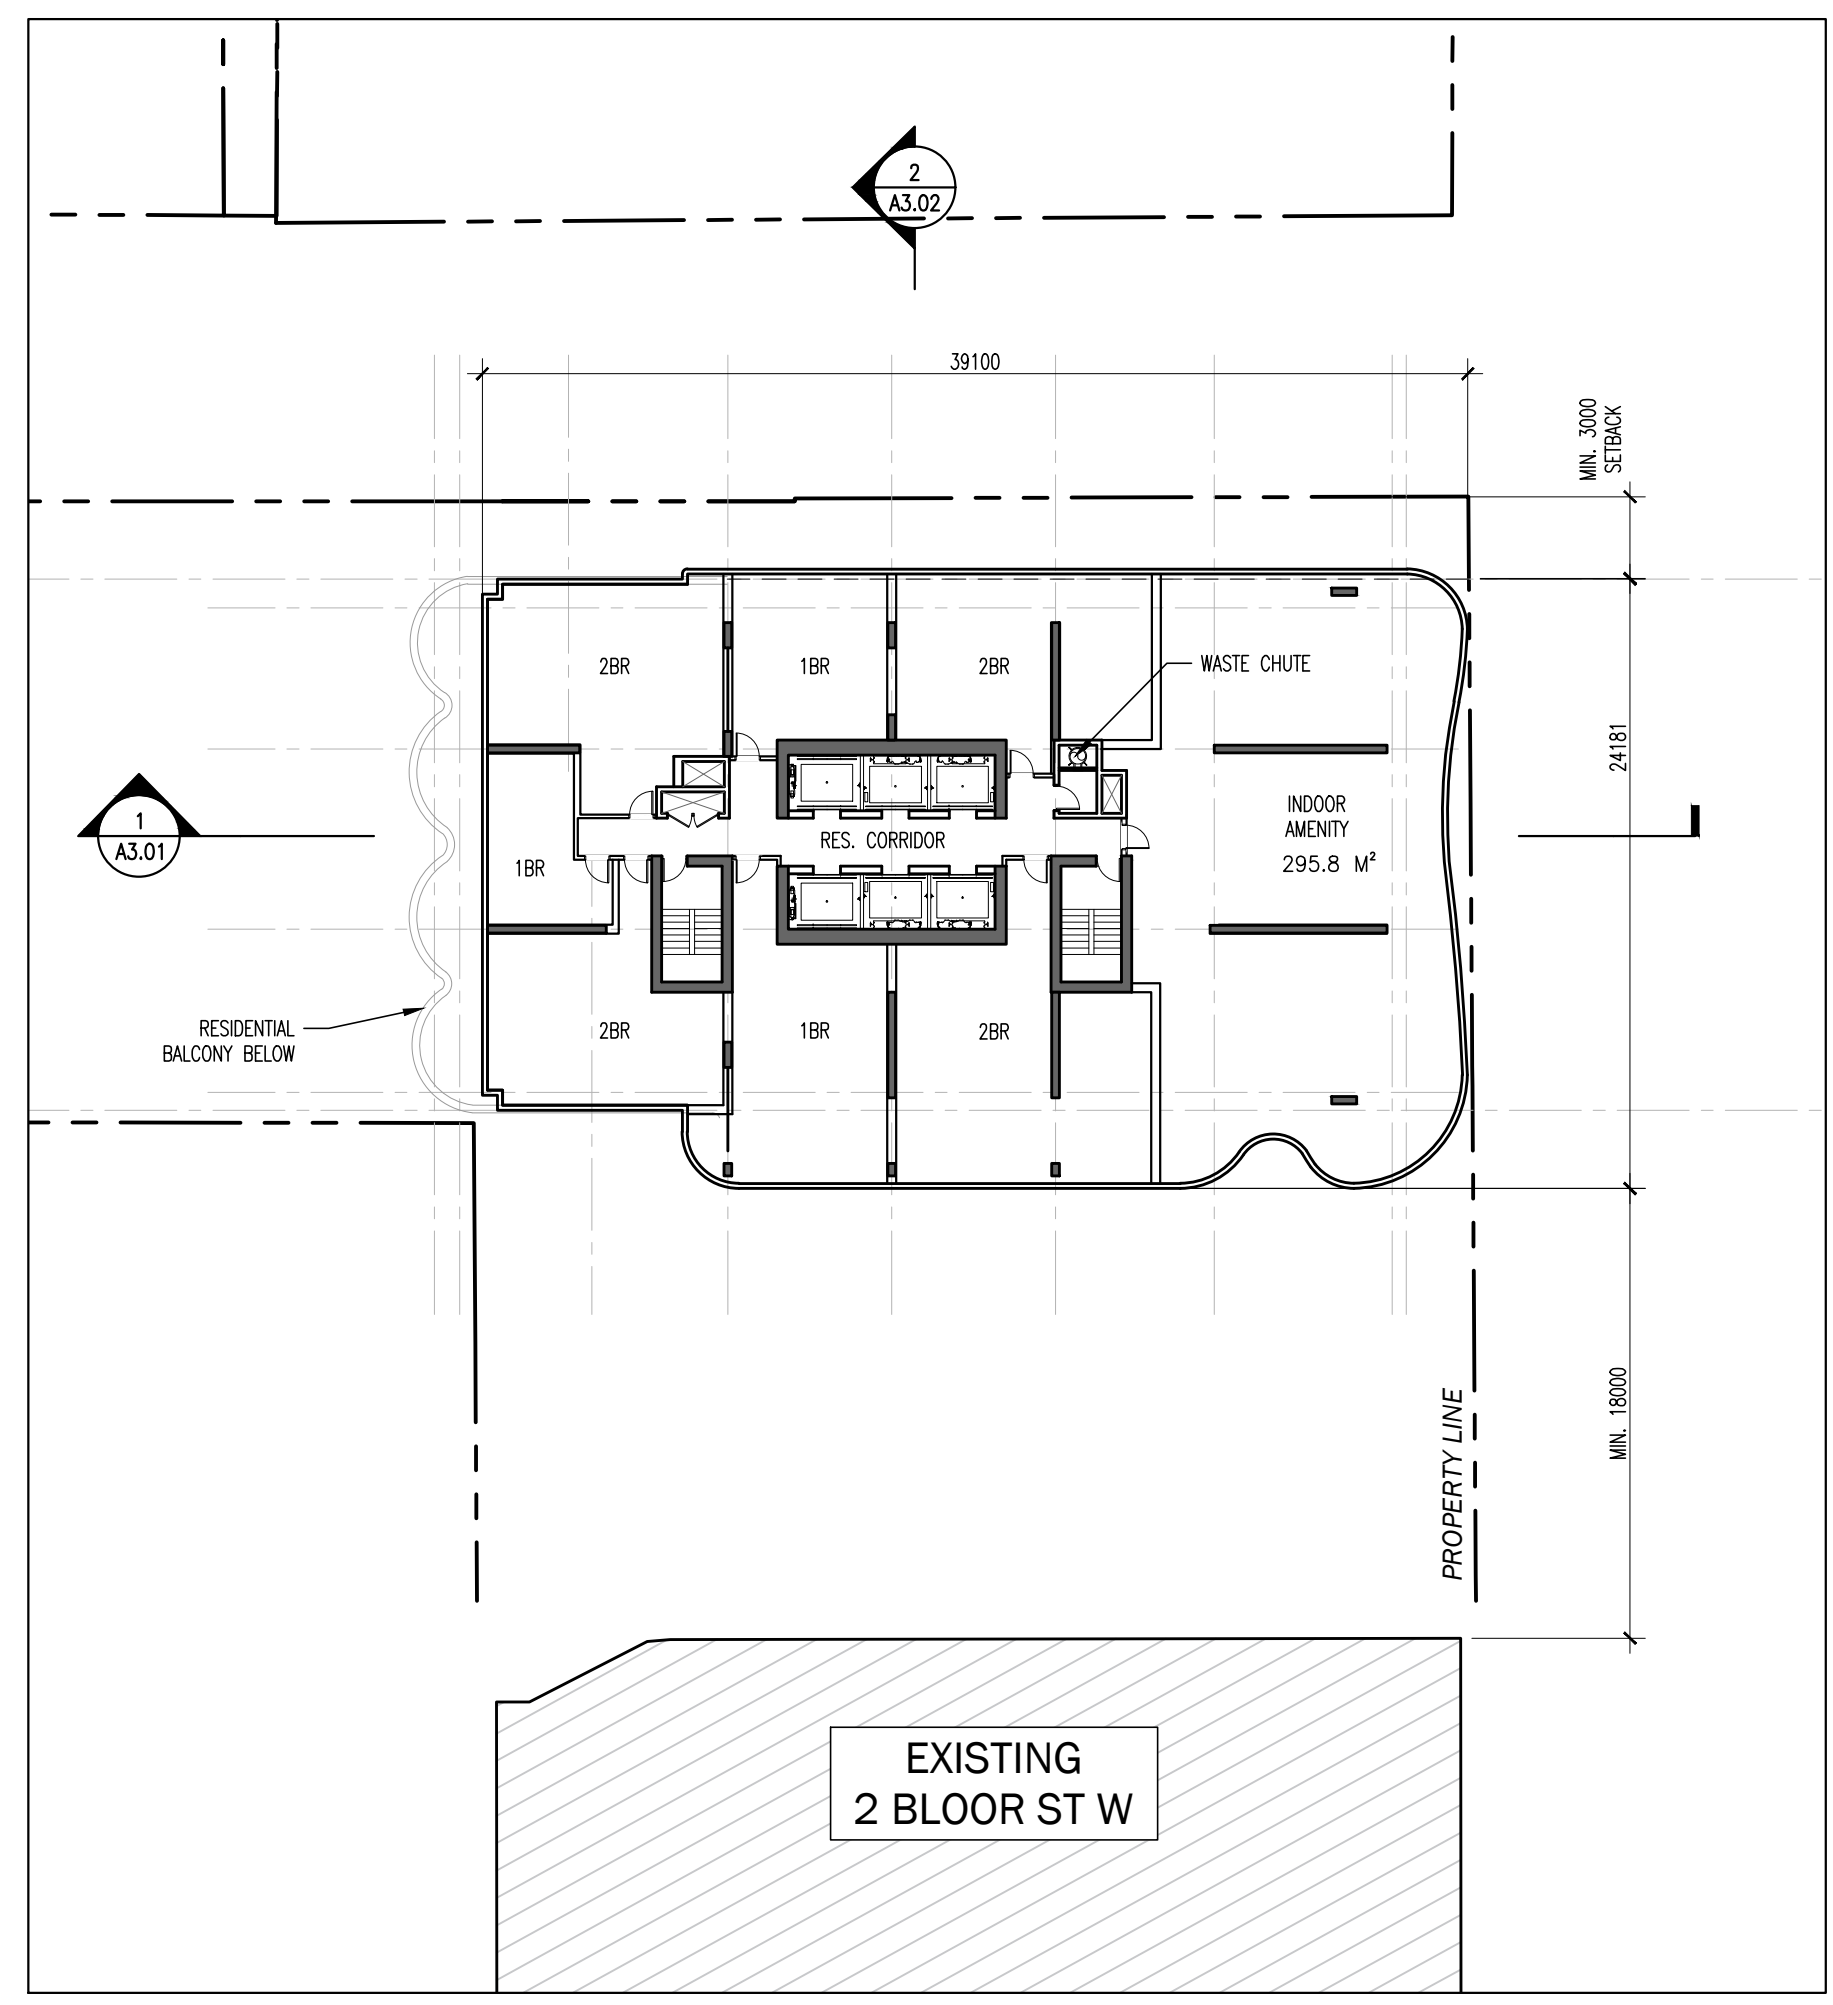 2
A3.02
39100
MIN. 3000
SETBACK
2BR
1BR
2BR
WASTE CHUTE
24181
INDOOR
AMENITY
295.8 M²
RES. CORRIDOR
1
A3.01
1BR
RESIDENTIAL
BALCONY BELOW
2BR
1BR
2BR
MIN. 18000
PROPERTY LINE
EXISTING
2 BLOOR ST W